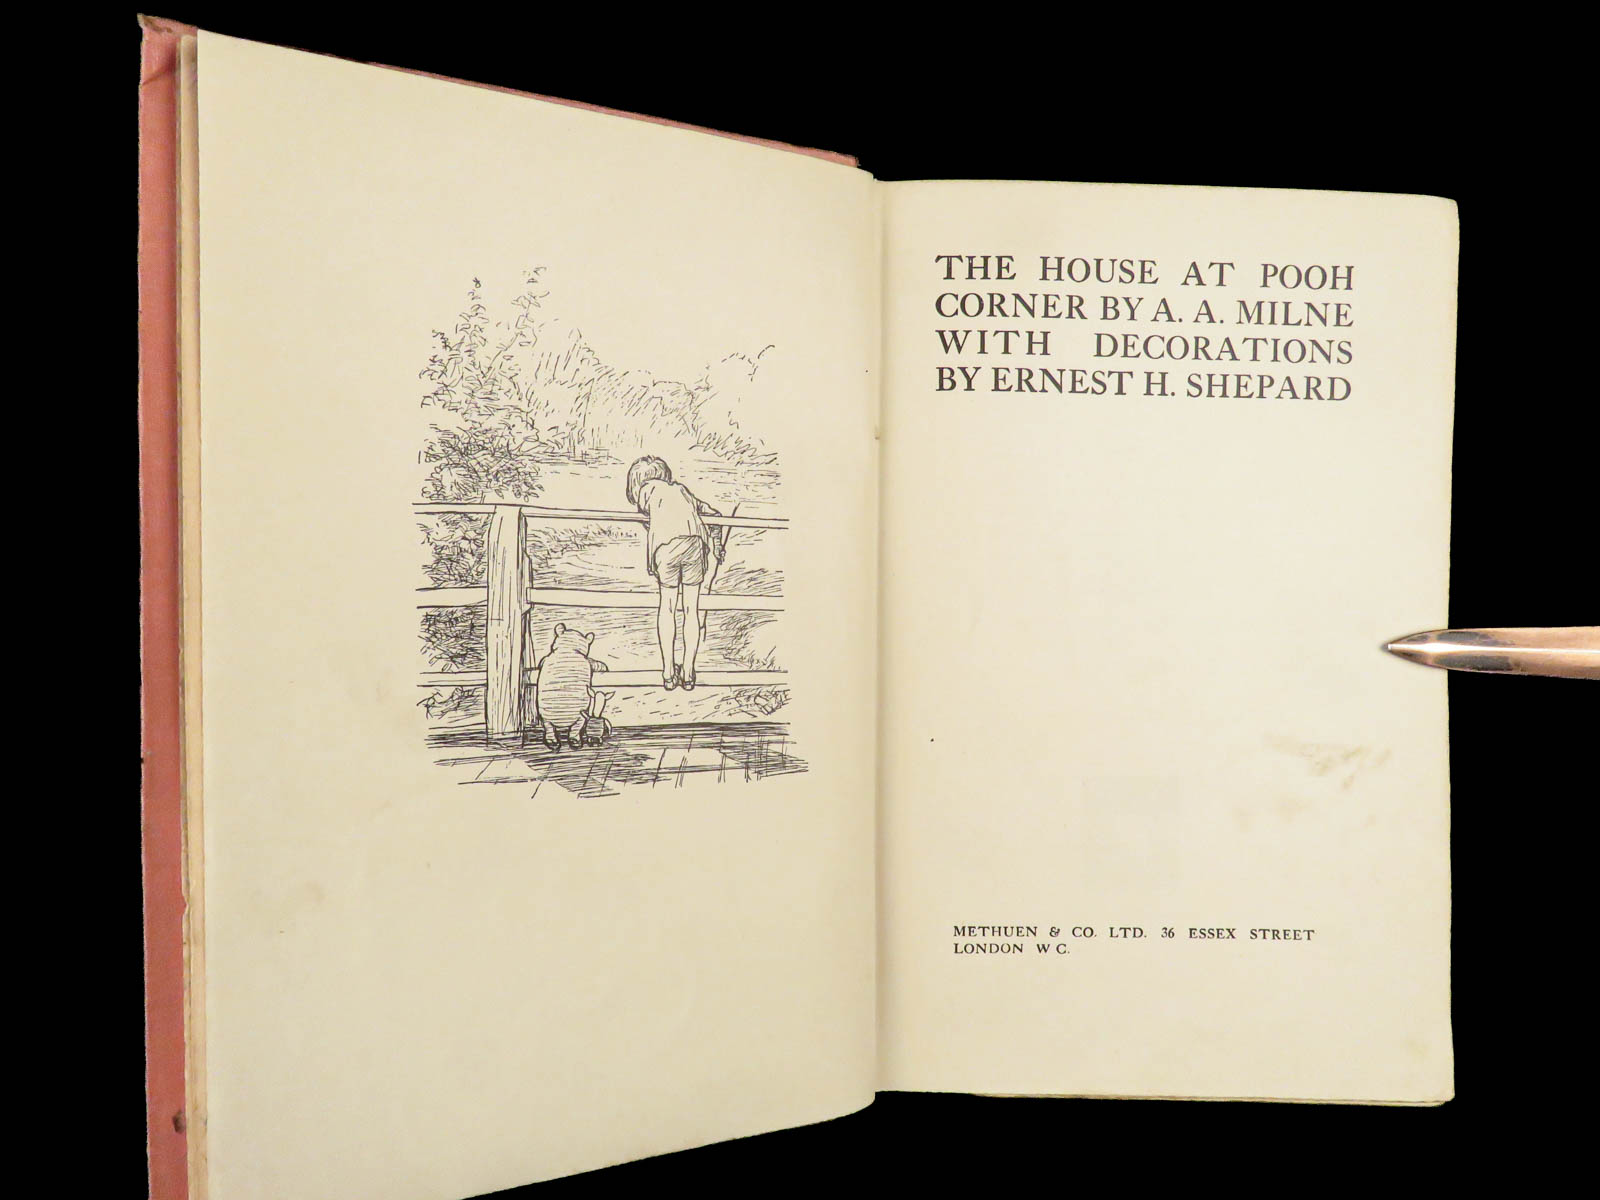 THE HOUSE AT POOH
CORNER BY A. A. MILNE
WITH DECORATIONS
BY ERNEST H. SHEPARD
METHUEN & CO. LTD. 36 ESSEX STREET
LONDON W C.